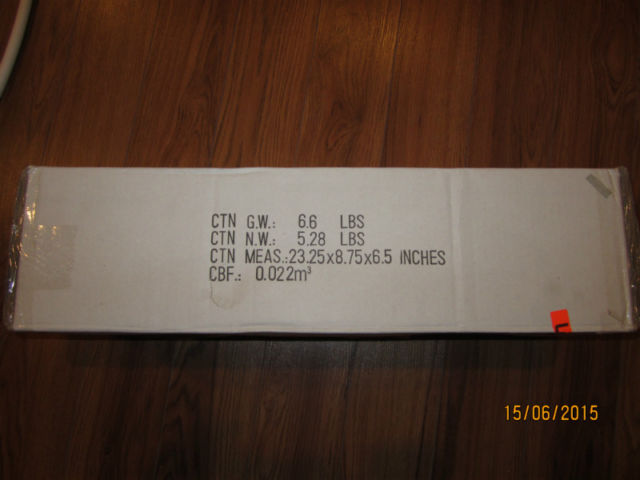 CTN G.W.: 6.6 LBS
CTN N.W.: 5.28 LBS
CTN MEAS.:23.25x8.75x6.5 INCHES
CBF.: 0.022m³
15/06/2015